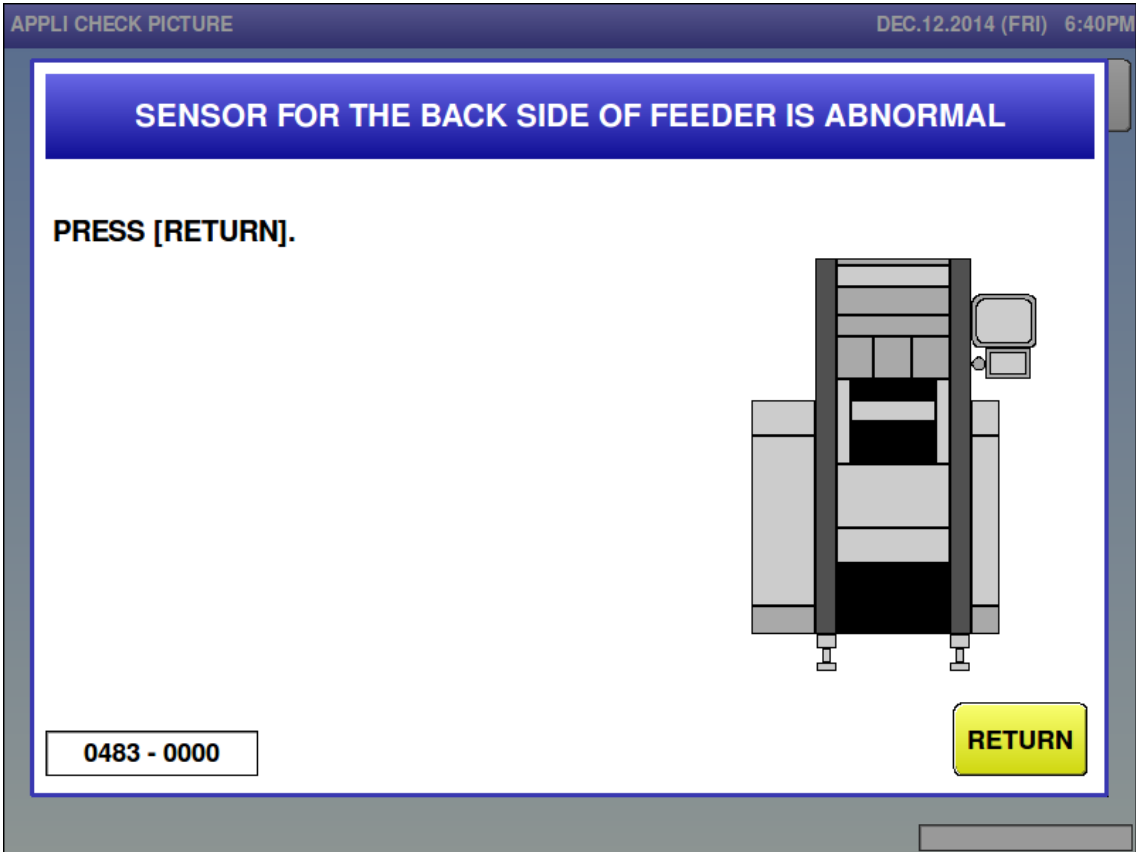 APPLI CHECK PICTURE DEC.12.2014 (FRI) 6:40PM
SENSOR FOR THE BACK SIDE OF FEEDER IS ABNORMAL
PRESS [RETURN].
RETURN
0483 - 0000